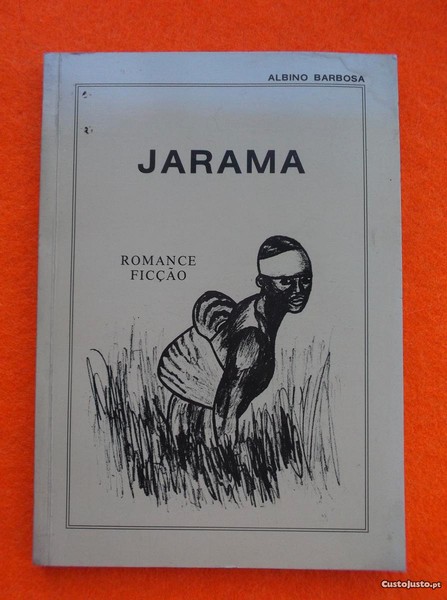 ALBINO BARBOSA
JARAMA
ROMANCE
FICÇÃO
CustoJusto.pt